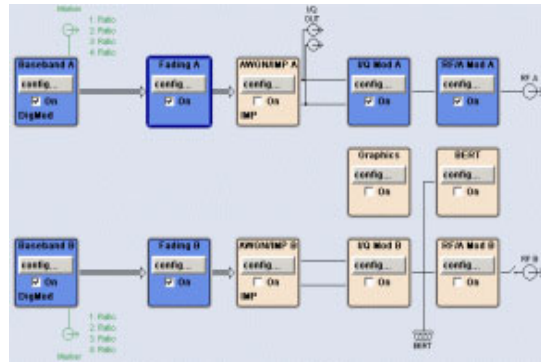 Marker
1: Ratio
2: Ratio
3: Ratio
4: Ratio
I/Q
OUT
Baseband A
config...
On
DigMod
Fading A
config...
On
AWGN/IMP A
config...
On
IMP
I/Q Mod A
config...
On
RF/A Mod A
config...
On
RF A
Graphics
config...
On
BERT
config...
On
Baseband B
config...
On
DigMod
Fading B
config...
On
AWGN/IMP B
config...
On
IMP
I/Q Mod B
config...
On
RF/A Mod B
config...
On
RF B
BERT
1: Ratio
2: Ratio
3: Ratio
Ratio
Marker